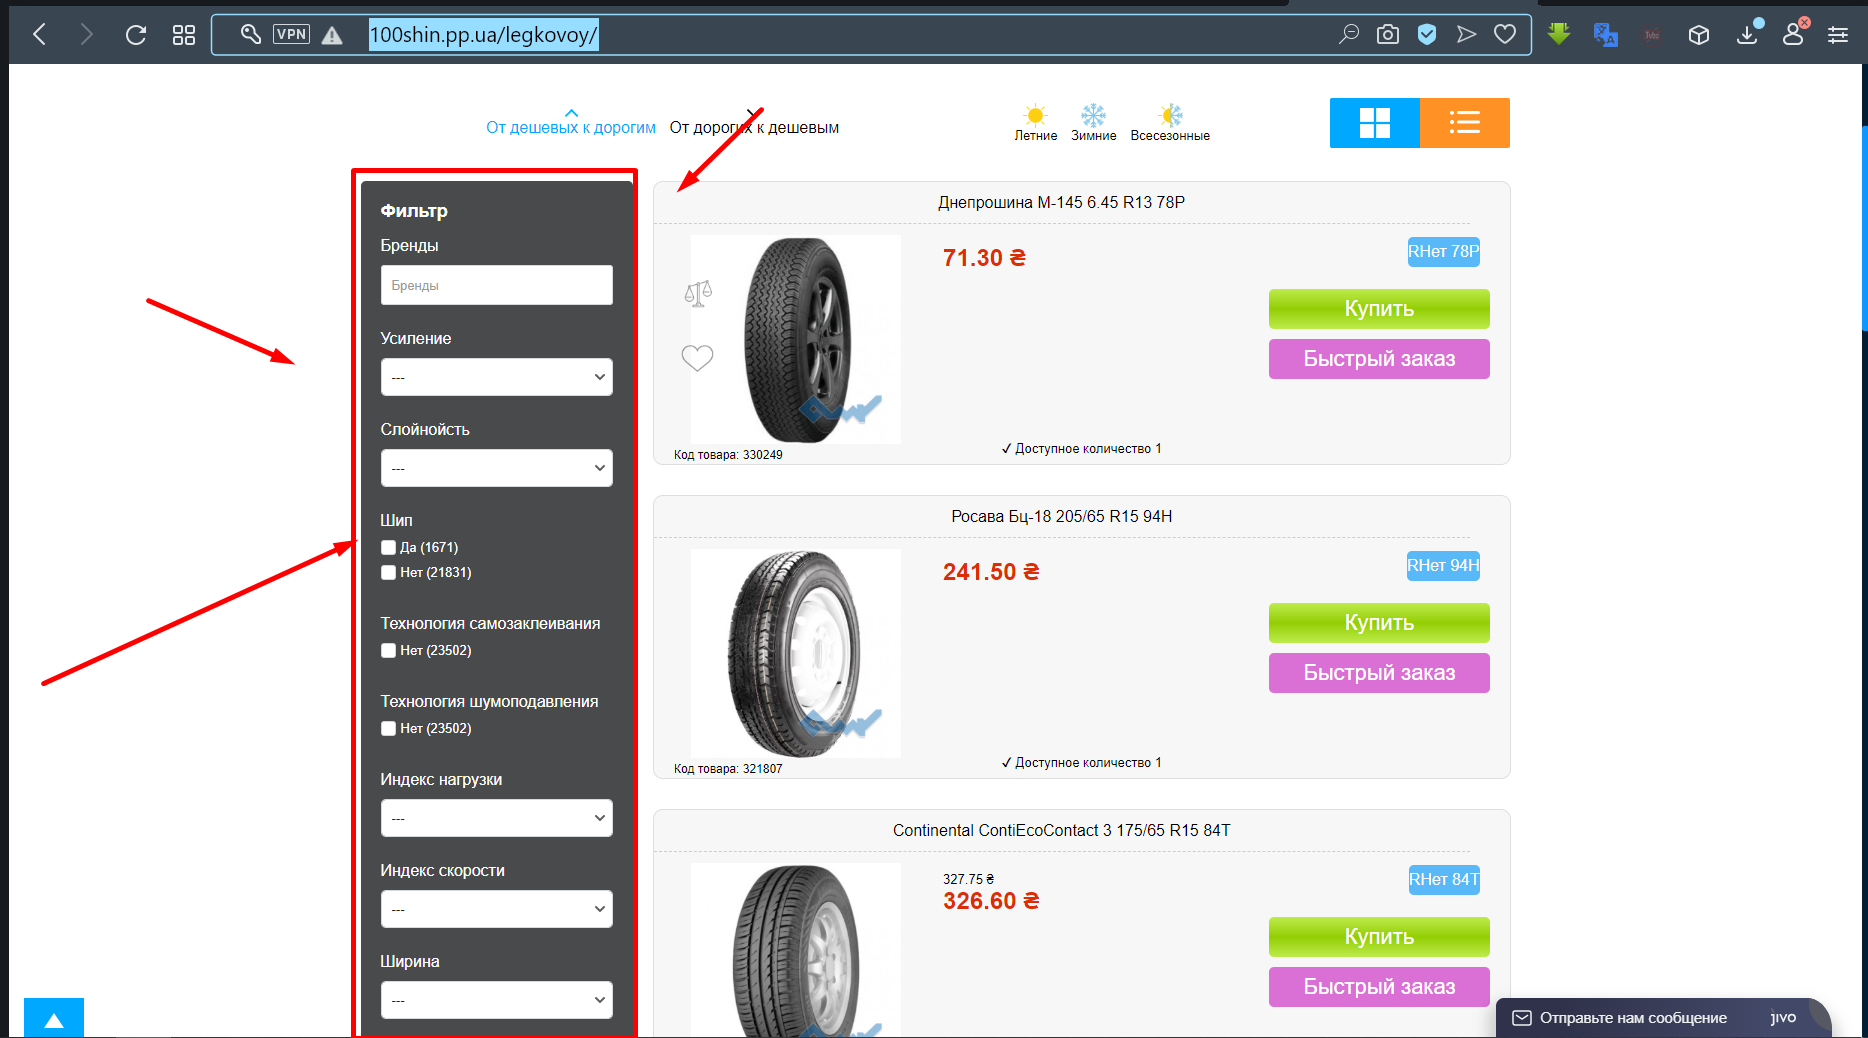 VPN
100shin.pp.ua/legkovoy/
От дешевых к дорогим
От дорогих к дешевым
Летние
Зимние
Всесезонные
Фильтр
Бренды
Бренды
Усиление
---
Слойнойсть
---
Шип
Да (1671)
Нет (21831)
Технология самозаклеивания
Нет (23502)
Технология шумоподавления
Нет (23502)
Индекс нагрузки
---
Индекс скорости
---
Ширина
---
Днепрошина М-145 6.45 R13 78P
71.30 ₴
RНет 78P
Купить
Быстрый заказ
Код товара: 330249
✓ Доступное количество 1
Росава Бц-18 205/65 R15 94H
241.50 ₴
RНет 94H
Купить
Быстрый заказ
Код товара: 321807
✓ Доступное количество 1
Continental ContiEcoContact 3 175/65 R15 84T
327.75 ₴
326.60 ₴
RНет 84T
Купить
Быстрый заказ
Отправьте нам сообщение
jivo